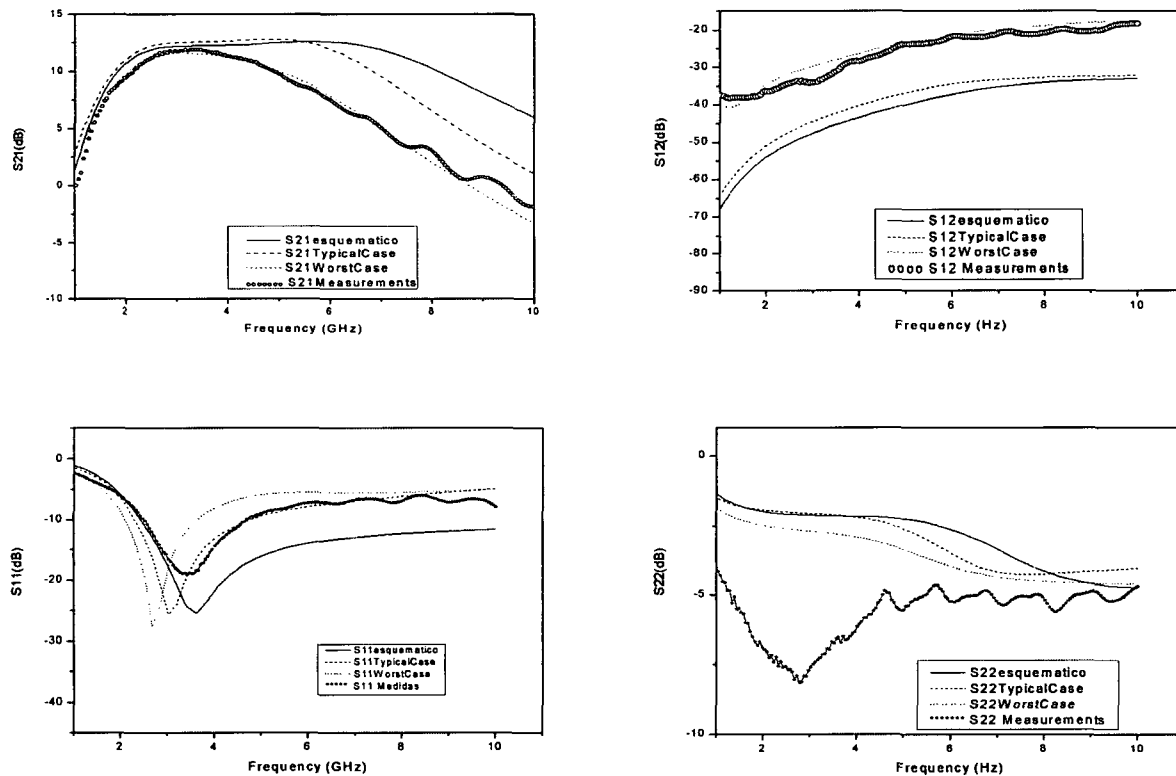 15
10
5
0
-5
-10
S21(dB)
2
4
6
8
10
Frequency (GHz)
S21esquematico
S21TypicalCase
S21WorstCase
S21Measurements
-20
-30
-40
-50
-60
-70
-80
-90
S12(dB)
2
4
6
8
10
Frequency (Hz)
S12esquematico
S12TypicalCase
S12WorstCase
S12 Measurements
0
-10
-20
-30
-40
S11(dB)
2
4
6
8
10
Frequency (GHz)
S11esquematico
S11TypicalCase
S11WorstCase
S11 Medidas
0
-5
-10
S22(dB)
2
4
6
8
10
Frequency (Hz)
S22esquematico
S22TypicalCase
S22WorstCase
S22 Measurements